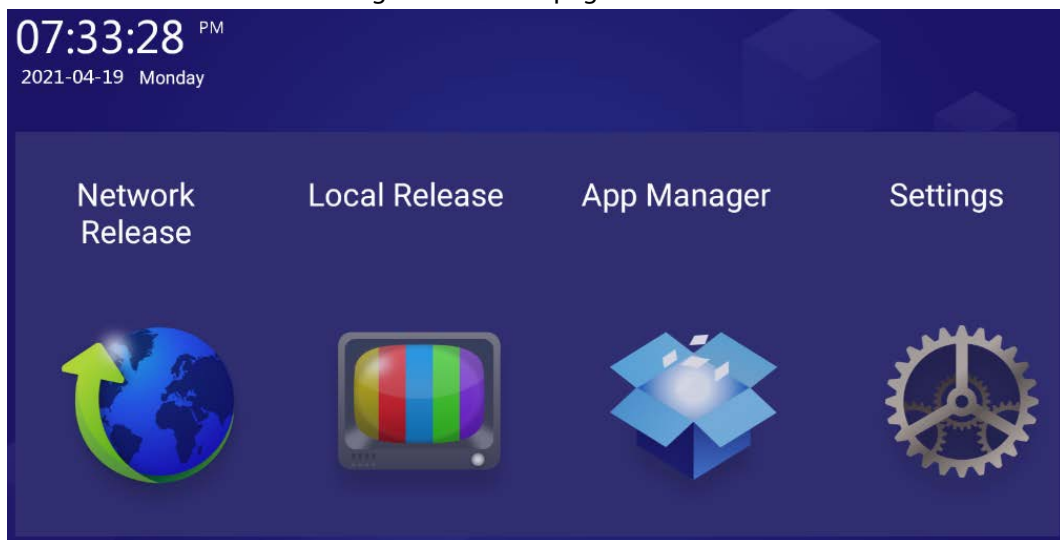 07:33:28 PM
2021-04-19 Monday
Network
Release
Local Release
App Manager
Settings